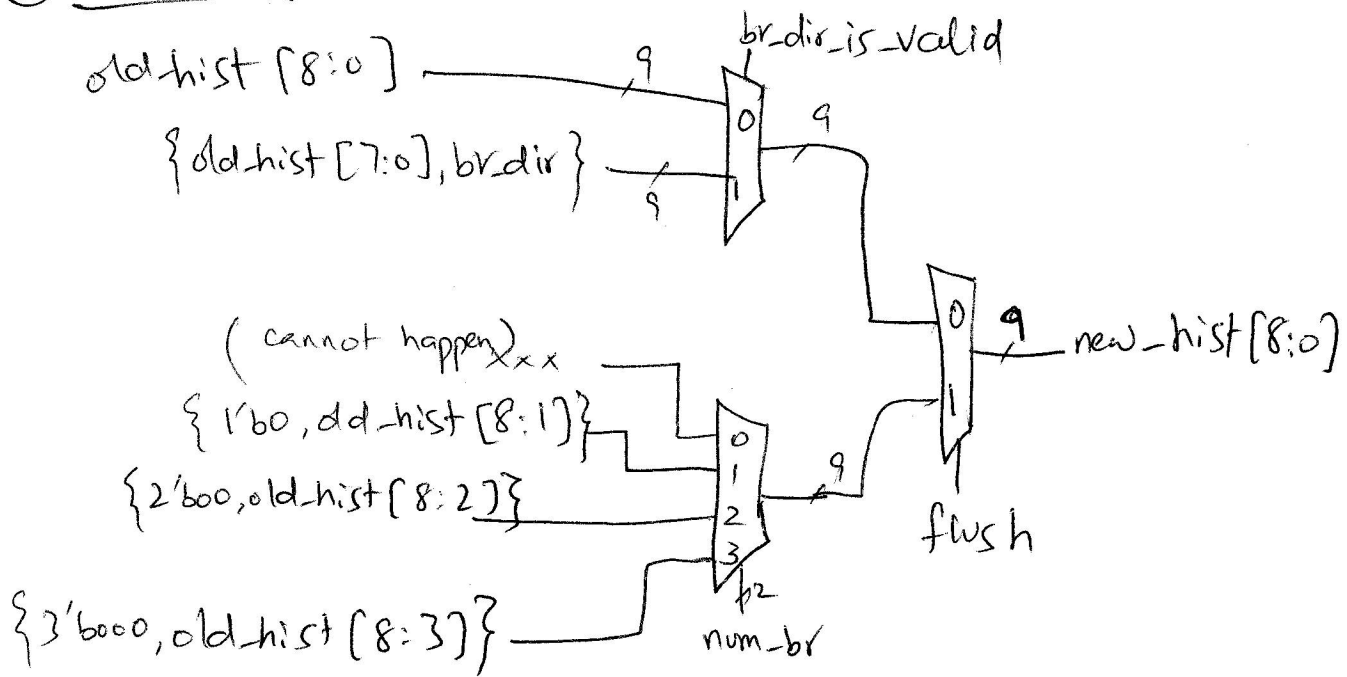 br_dir_is_valid
old_hist [8:0]
9
0
9
{old_hist [7:0], br_dir}
9
1
0
9
new_hist [8:0]
(cannot happen) xxx
{1'b0, old_hist [8:1]}
0
1
1
9
{2'b00, old_hist [8:2]}
2
flush
3
2
{3'b000, old_hist [8:3]}
num_br